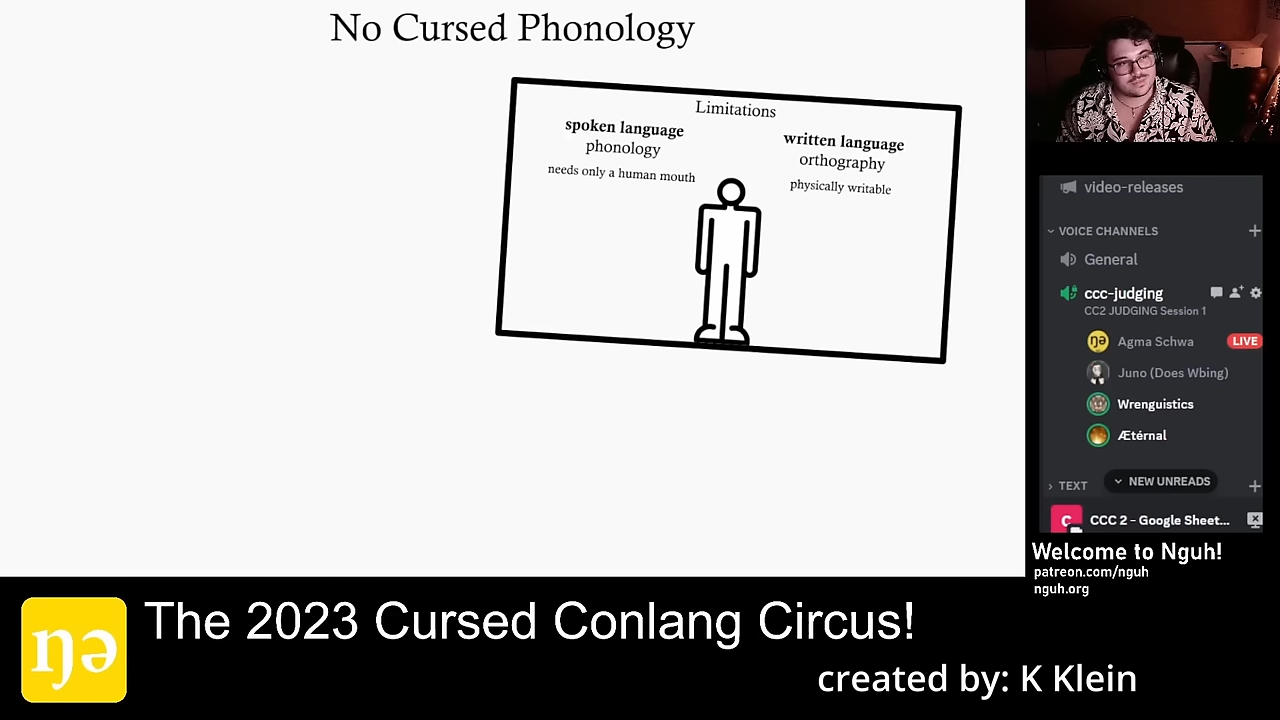 No Cursed Phonology
Limitations
spoken language
phonology
needs only a human mouth
written language
orthography
physically writable
video-releases
VOICE CHANNELS
General
ccc-judging
CC2 JUDGING Session 1
ŋə Agma Schwa LIVE
Juno (Does Wbing)
Wrenguistics
Ætérnal
TEXT NEW UNREADS
C CCC 2 - Google Sheet...
Welcome to Nguh!
patreon.com/nguh
nguh.org
ŋə
The 2023 Cursed Conlang Circus!
created by: K Klein